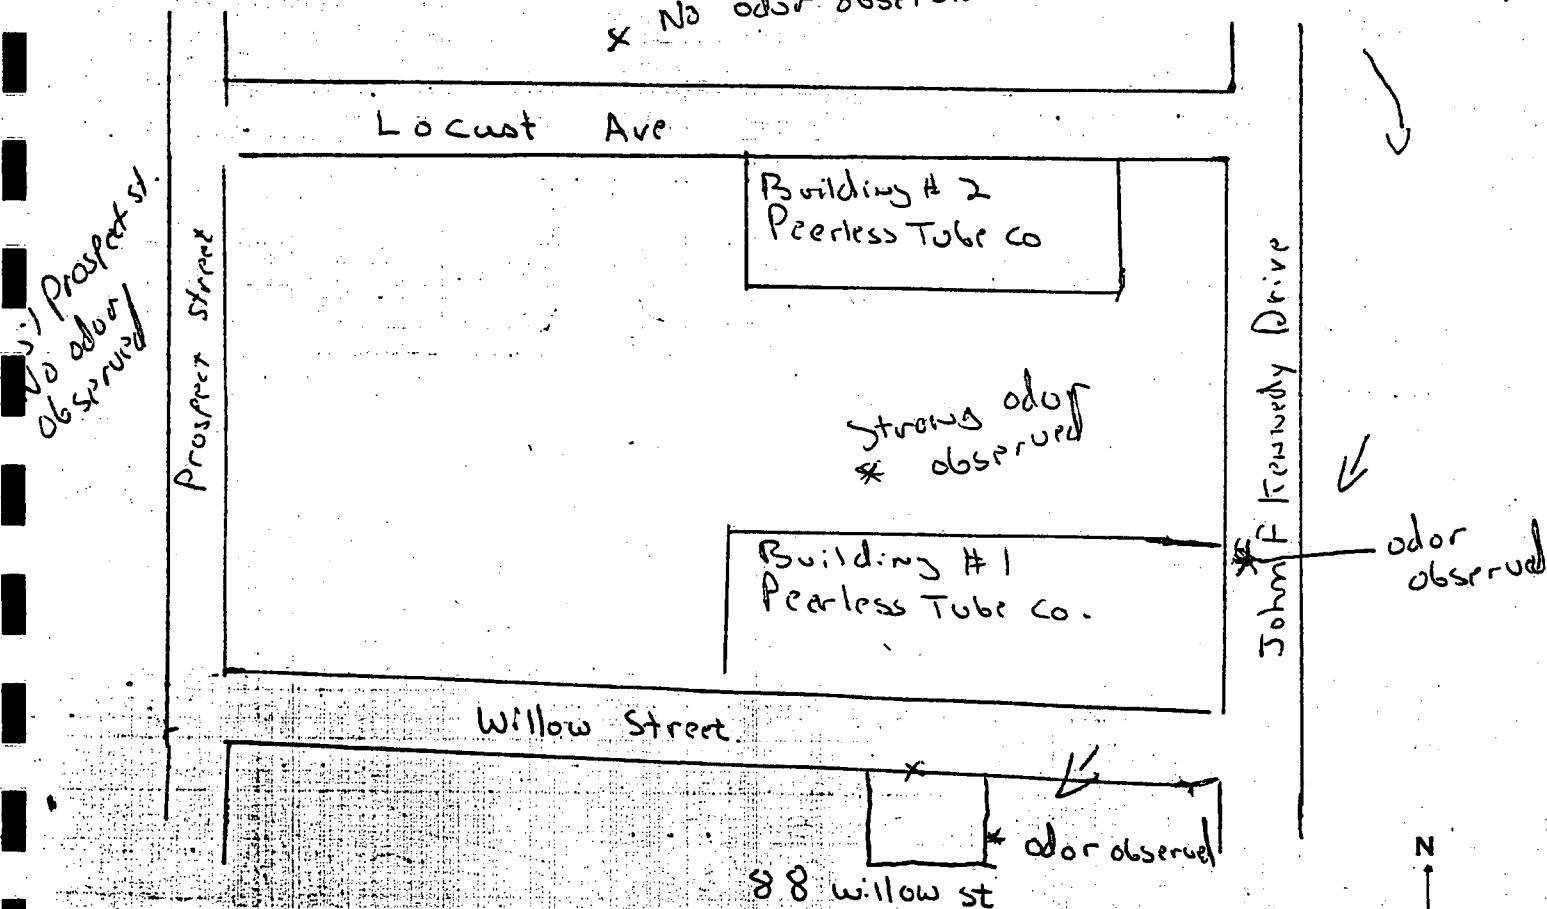 * No odor
Locust Ave
Building # 2
Peerless Tube Co
Prospect st.
No odor
observed
Prospect Street
John F Kennedy Drive
strong odor
* observed
Building # 1
Peerless Tube Co.
* odor
observed
Willow Street.
x
* odor observed
88 willow st
N